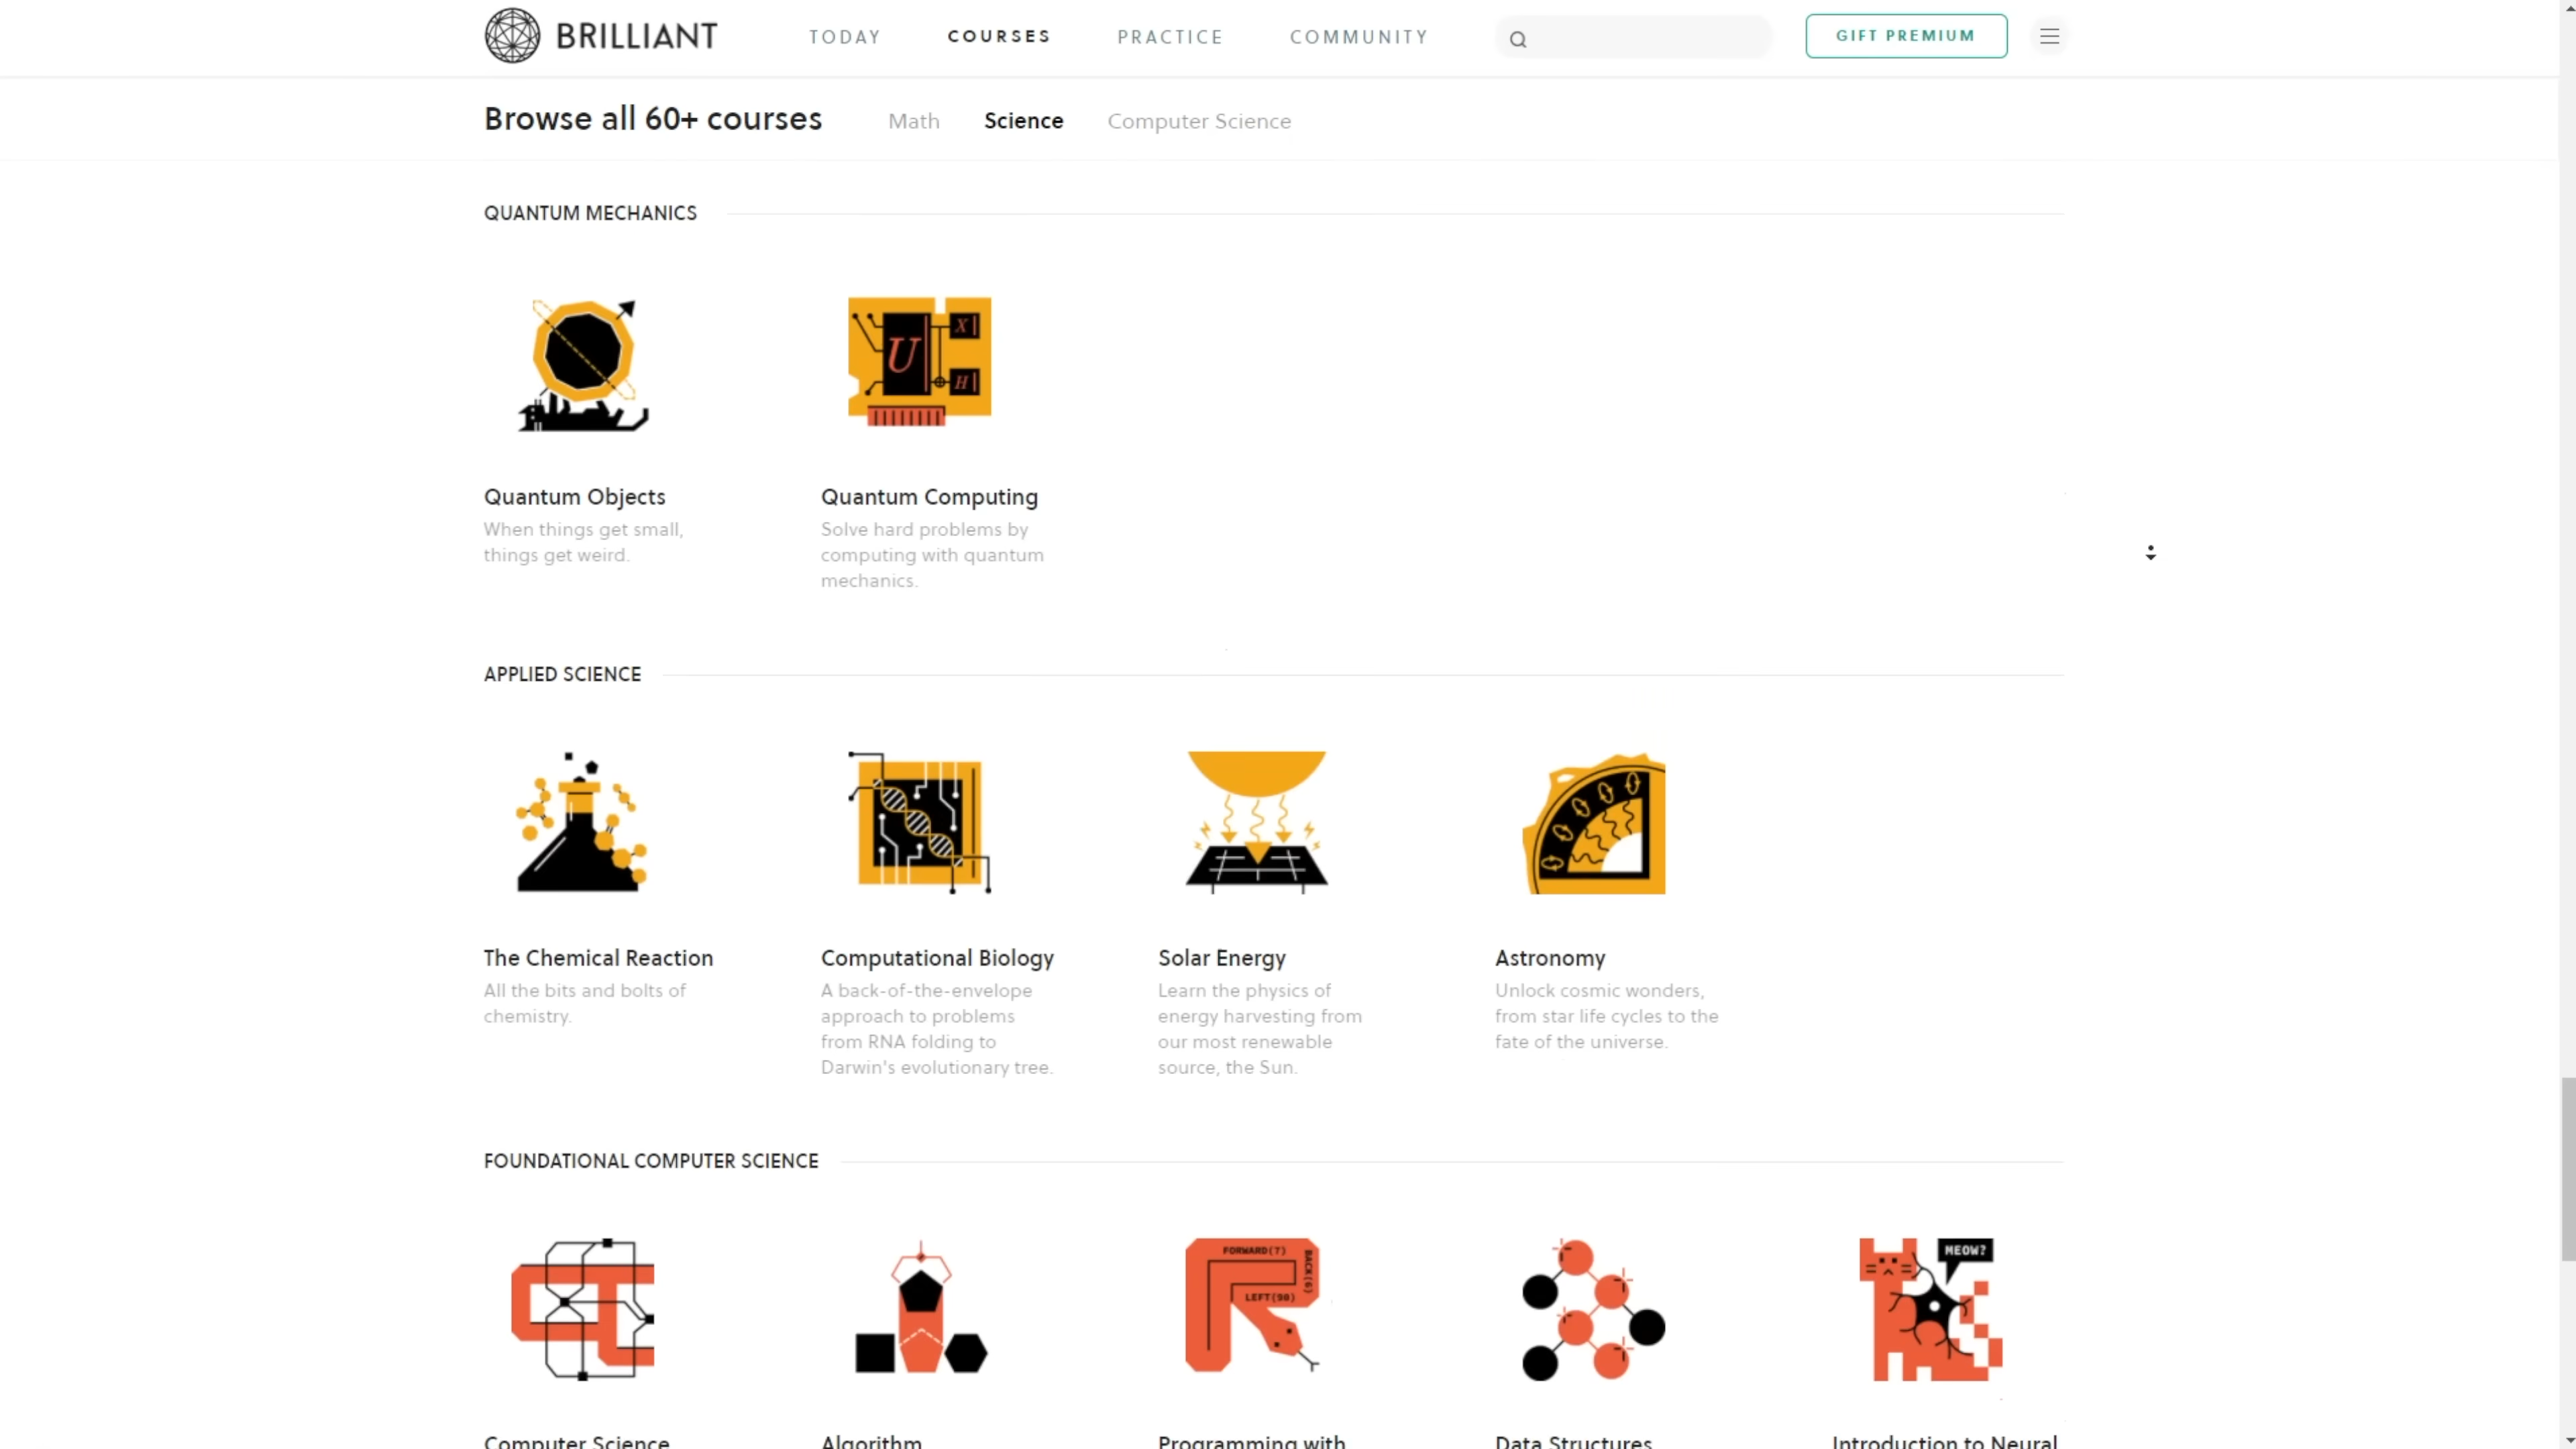 BRILLIANT
TODAY COURSES PRACTICE COMMUNITY GIFT PREMIUM
Browse all 60+ courses Math Science Computer Science
QUANTUM MECHANICS
U X H
Quantum Objects
When things get small,
things get weird.
Quantum Computing
Solve hard problems by
computing with quantum
mechanics.
APPLIED SCIENCE
The Chemical Reaction
All the bits and bolts of
chemistry.
Computational Biology
A back-of-the-envelope
approach to problems
from RNA folding to
Darwin's evolutionary tree.
Solar Energy
Learn the physics of
energy harvesting from
our most renewable
source, the Sun.
Astronomy
Unlock cosmic wonders,
from star life cycles to the
fate of the universe.
FOUNDATIONAL COMPUTER SCIENCE
FORWARD(7)
BACK(6)
LEFT(90)
MEOW?
Computer Science
Algorithm
Programming with
Data Structures
Introduction to Neural